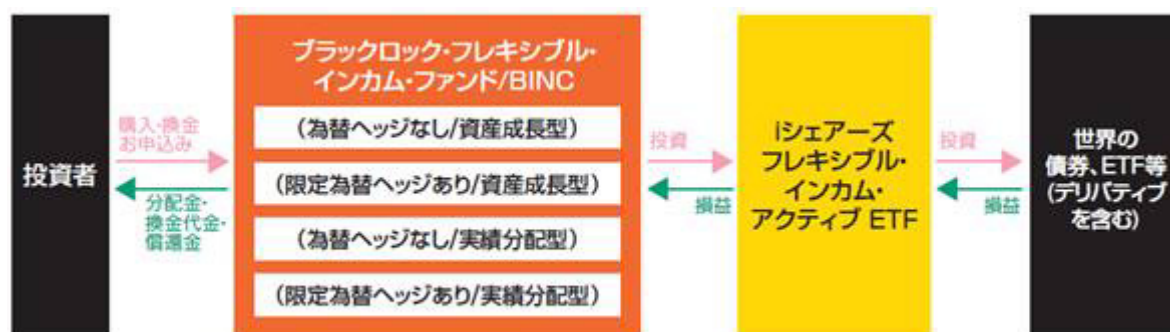 投資者
購入・換金
お申込み
分配金・
換金代金・
償還金
ブラックロック・フレキシブル・
インカム・ファンド/BINC
(為替ヘッジなし/資産成長型)
(限定為替ヘッジあり/資産成長型)
(為替ヘッジなし/実績分配型)
(限定為替ヘッジあり/実績分配型)
投資
損益
iシェアーズ
フレキシブル・
インカム・
アクティブ ETF
投資
損益
世界の
債券、ETF等
(デリバティブ
を含む)